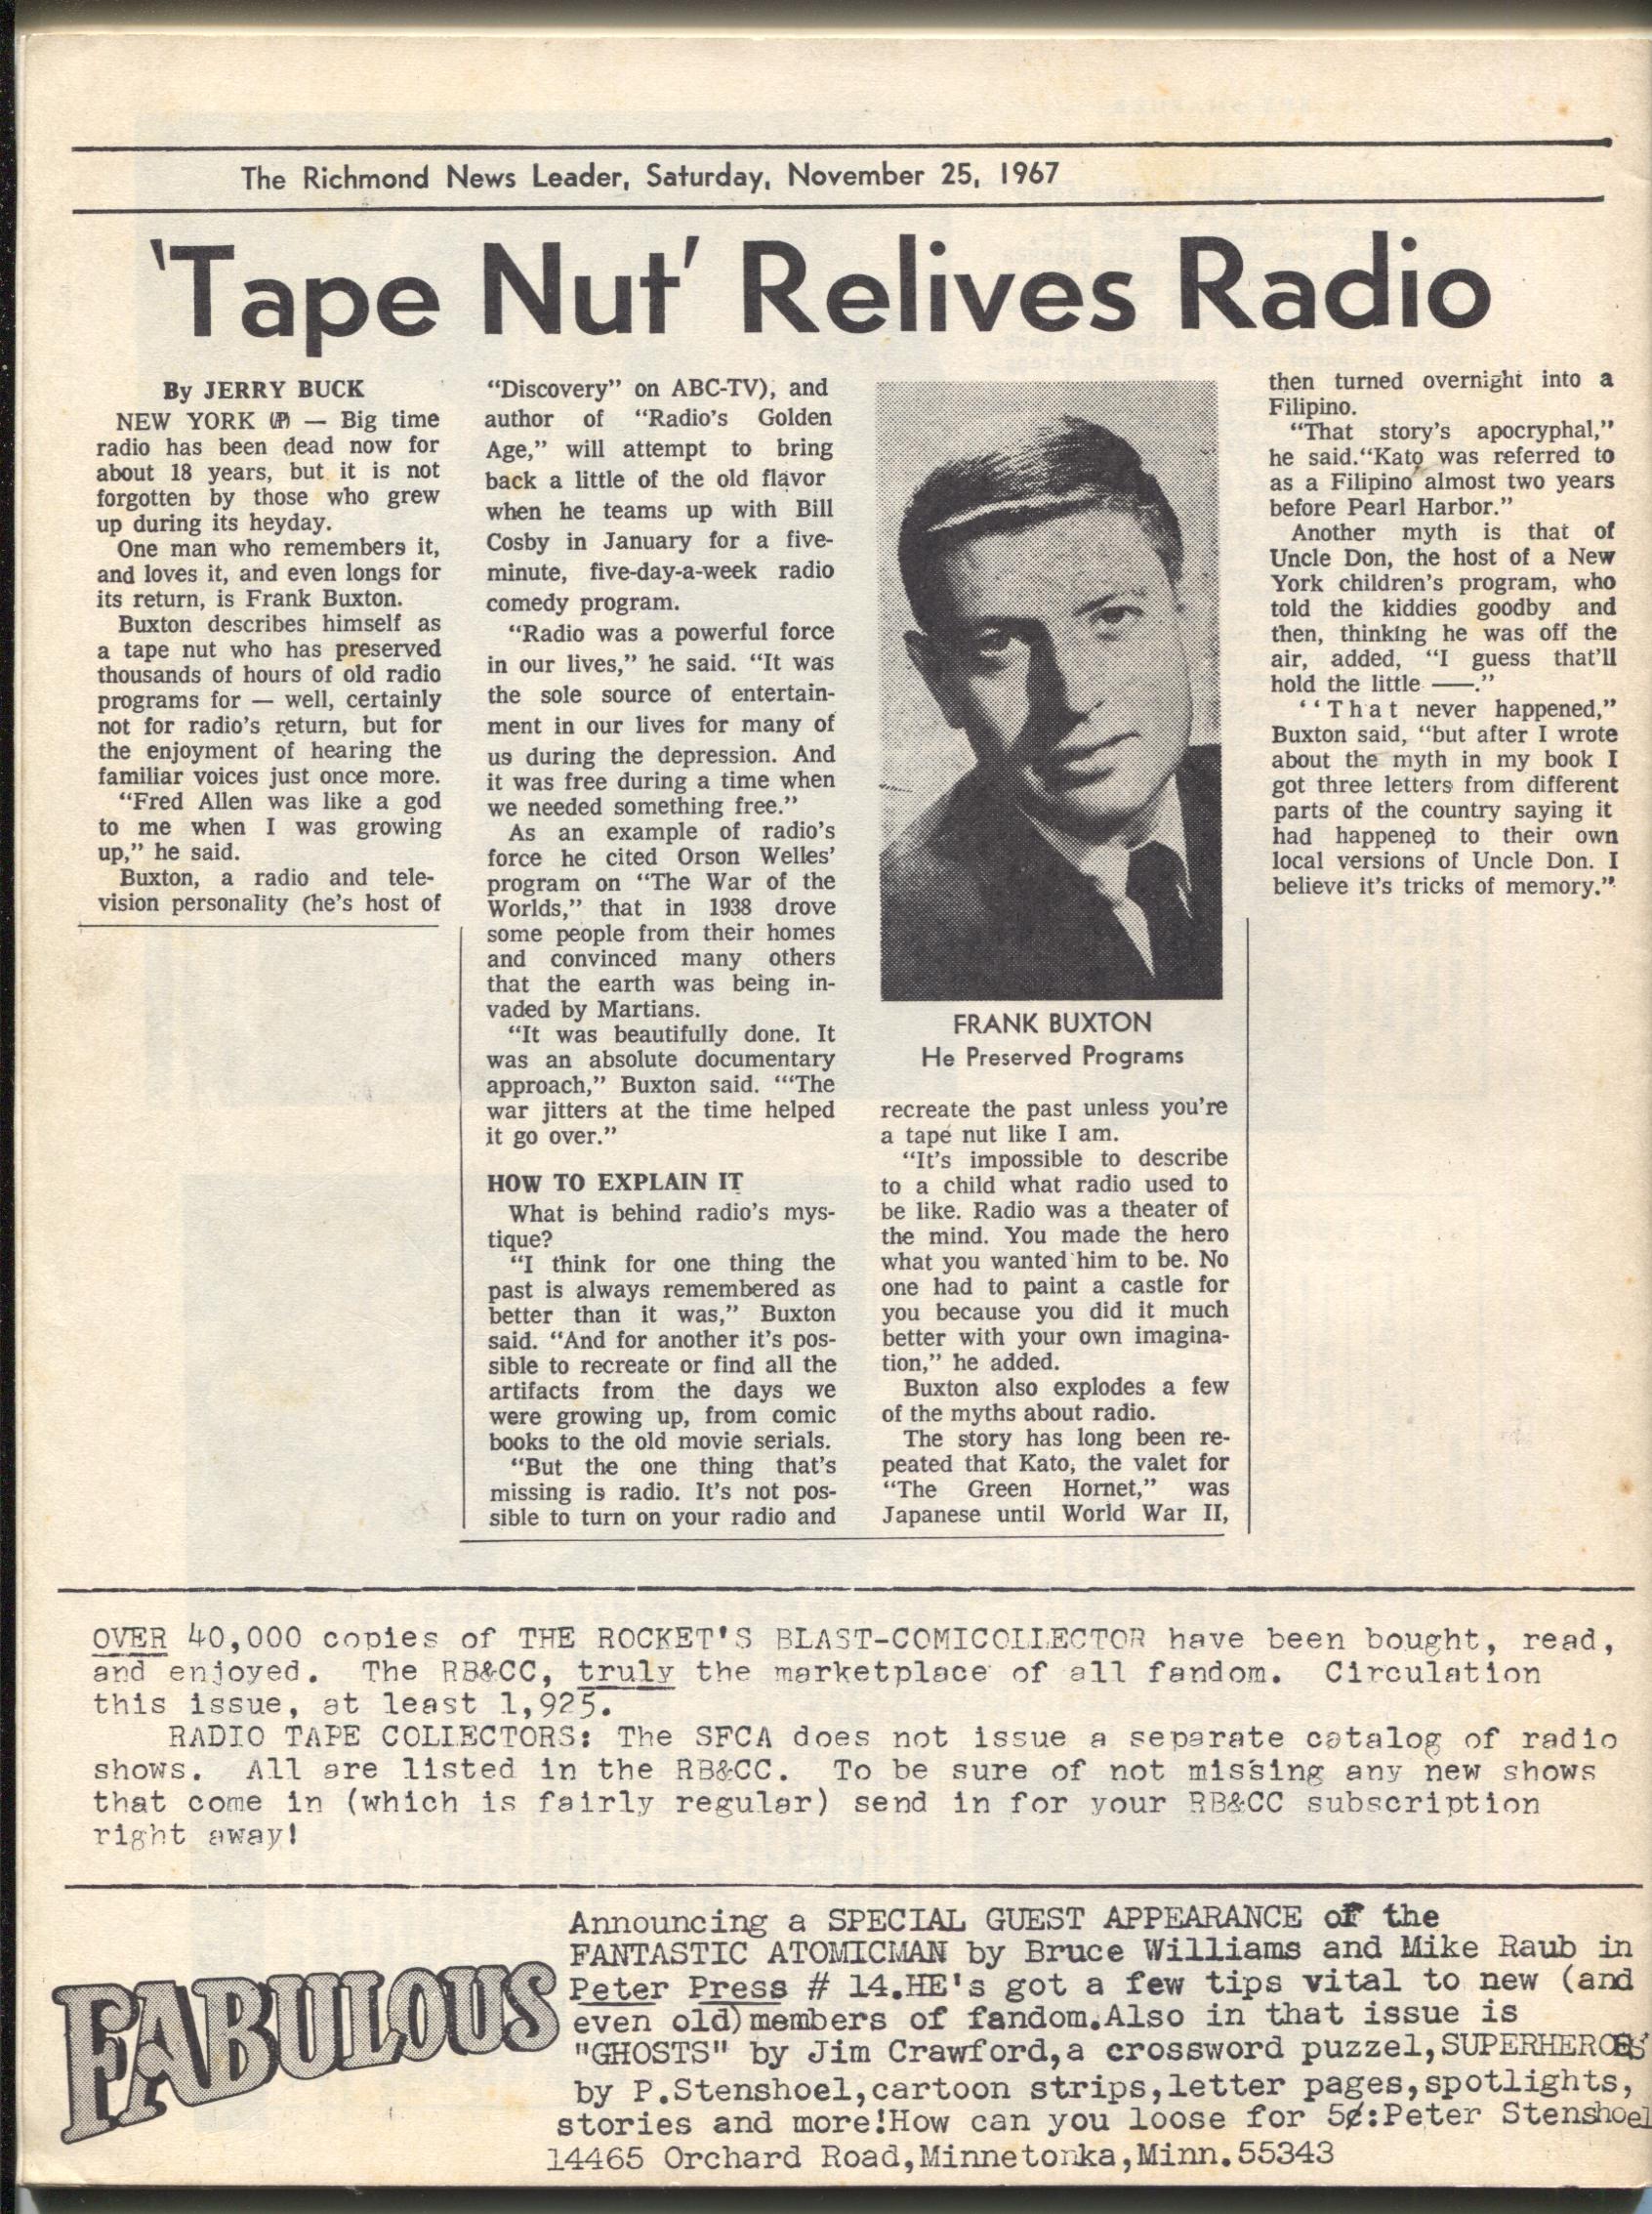 The Richmond News Leader, Saturday, November 25, 1967
'Tape Nut' Relives Radio
By JERRY BUCK
NEW YORK (AP) — Big time
radio has been dead now for
about 18 years, but it is not
forgotten by those who grew
up during its heyday.
One man who remembers it,
and loves it, and even longs for
its return, is Frank Buxton.
Buxton describes himself as
a tape nut who has preserved
thousands of hours of old radio
programs for — well, certainly
not for radio's return, but for
the enjoyment of hearing the
familiar voices just once more.
"Fred Allen was like a god
to me when I was growing
up," he said.
Buxton, a radio and tele-
vision personality (he's host of
"Discovery" on ABC-TV), and
author of "Radio's Golden
Age," will attempt to bring
back a little of the old flavor
when he teams up with Bill
Cosby in January for a five-
minute, five-day-a-week radio
comedy program.
"Radio was a powerful force
in our lives," he said. "It was
the sole source of entertain-
ment in our lives for many of
us during the depression. And
it was free during a time when
we needed something free."
As an example of radio's
force he cited Orson Welles'
program on "The War of the
Worlds," that in 1938 drove
some people from their homes
and convinced many others
that the earth was being in-
vaded by Martians.
"It was beautifully done. It
was an absolute documentary
approach," Buxton said. "'The
war jitters at the time helped
it go over."
HOW TO EXPLAIN IT
What is behind radio's mys-
tique?
"I think for one thing the
past is always remembered as
better than it was," Buxton
said. "And for another it's pos-
sible to recreate or find all the
artifacts from the days we
were growing up, from comic
books to the old movie serials.
"But the one thing that's
missing is radio. It's not pos-
sible to turn on your radio and
FRANK BUXTON
He Preserved Programs
recreate the past unless you're
a tape nut like I am.
"It's impossible to describe
to a child what radio used to
be like. Radio was a theater of
the mind. You made the hero
what you wanted him to be. No
one had to paint a castle for
you because you did it much
better with your own imagina-
tion," he added.
Buxton also explodes a few
of the myths about radio.
The story has long been re-
peated that Kato, the valet for
"The Green Hornet," was
Japanese until World War II,
then turned overnight into a
Filipino.
"That story's apocryphal,"
he said."Kato was referred to
as a Filipino almost two years
before Pearl Harbor."
Another myth is that of
Uncle Don, the host of a New
York children's program, who
told the kiddies goodby and
then, thinking he was off the
air, added, "I guess that'll
hold the little ——."
"That never happened,"
Buxton said, "but after I wrote
about the myth in my book I
got three letters from different
parts of the country saying it
had happened to their own
local versions of Uncle Don. I
believe it's tricks of memory."
OVER 40,000 copies of THE ROCKET'S BLAST-COMICOLLECTOR have been bought, read,
and enjoyed. The RB&CC, truly the marketplace of all fandom. Circulation
this issue, at least 1,925.
RADIO TAPE COLLECTORS: The SFCA does not issue a separate catalog of radio
shows. All are listed in the RB&CC. To be sure of not missing any new shows
that come in (which is fairly regular) send in for your RB&CC subscription
right away!
FABULOUS
Announcing a SPECIAL GUEST APPEARANCE of the
FANTASTIC ATOMICMAN by Bruce Williams and Mike Raub in
Peter Press # 14.HE's got a few tips vital to new (and
even old)members of fandom.Also in that issue is
"GHOSTS" by Jim Crawford,a crossword puzzel,SUPERHEROES
by P.Stenshoel,cartoon strips,letter pages,spotlights,
stories and more!How can you loose for 5¢:Peter Stenshoel
14465 Orchard Road,Minnetonka,Minn.55343